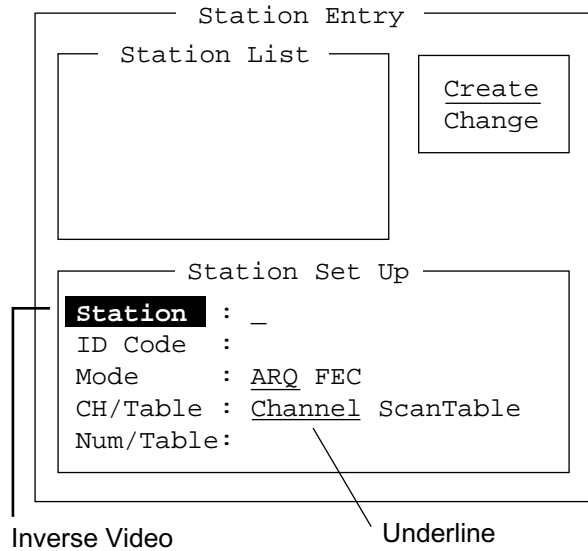 Station Entry
Station List
Create
Change
Station Set Up
Station : _
ID Code :
Mode : ARQ FEC
CH/Table : Channel ScanTable
Num/Table:
Inverse Video
Underline